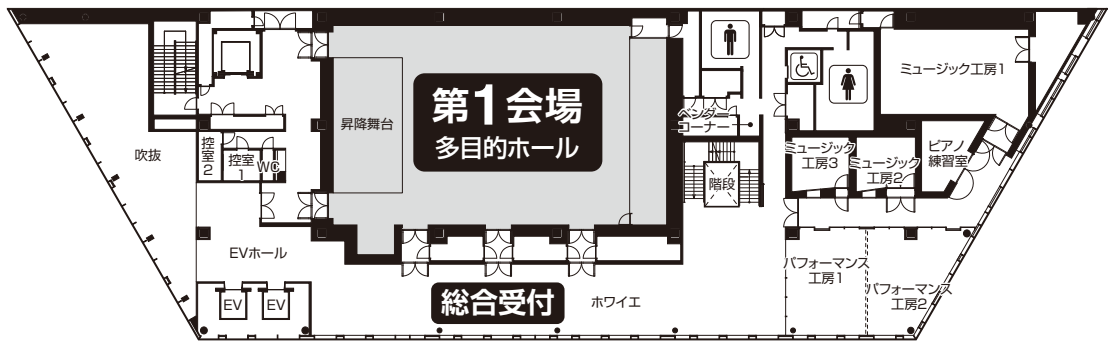 吹抜
控室
2
控室
1
WC
EVホール
EV
EV
昇降舞台
第1会場
多目的ホール
総合受付
ホワイエ
ベンダー
コーナー
階段
ミュージック工房1
ミュージック
工房3
ミュージック
工房2
ピアノ
練習室
パフォーマンス
工房1
パフォーマンス
工房2